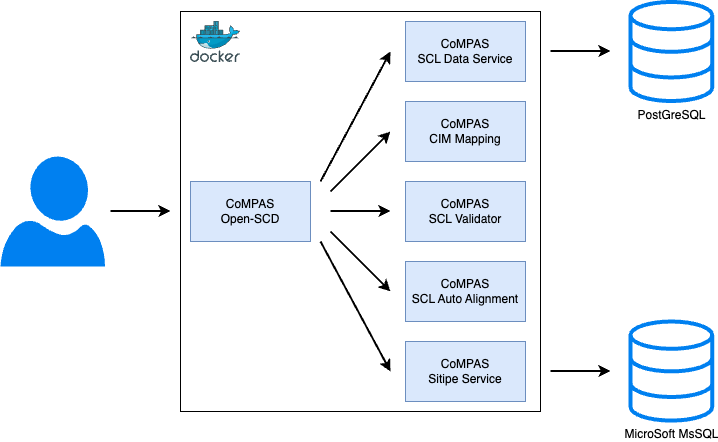 docker
CoMPAS
SCL Data Service
PostGreSQL
CoMPAS
CIM Mapping
CoMPAS
Open-SCD
CoMPAS
SCL Validator
CoMPAS
SCL Auto Alignment
CoMPAS
Sitipe Service
MicroSoft MsSQL